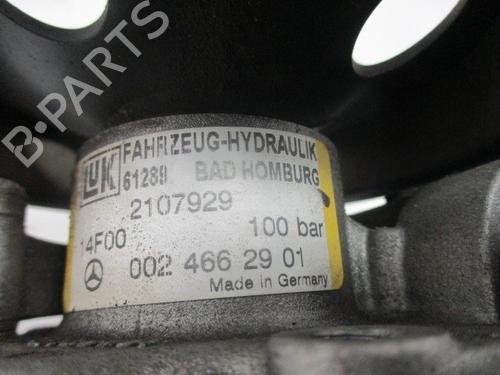 B-PARTS
LUK FAHRZEUG-HYDRAULIK
61289 BAD HOMBURG
2107929
14F00 100 bar
002 466 29 01
Made in Germany